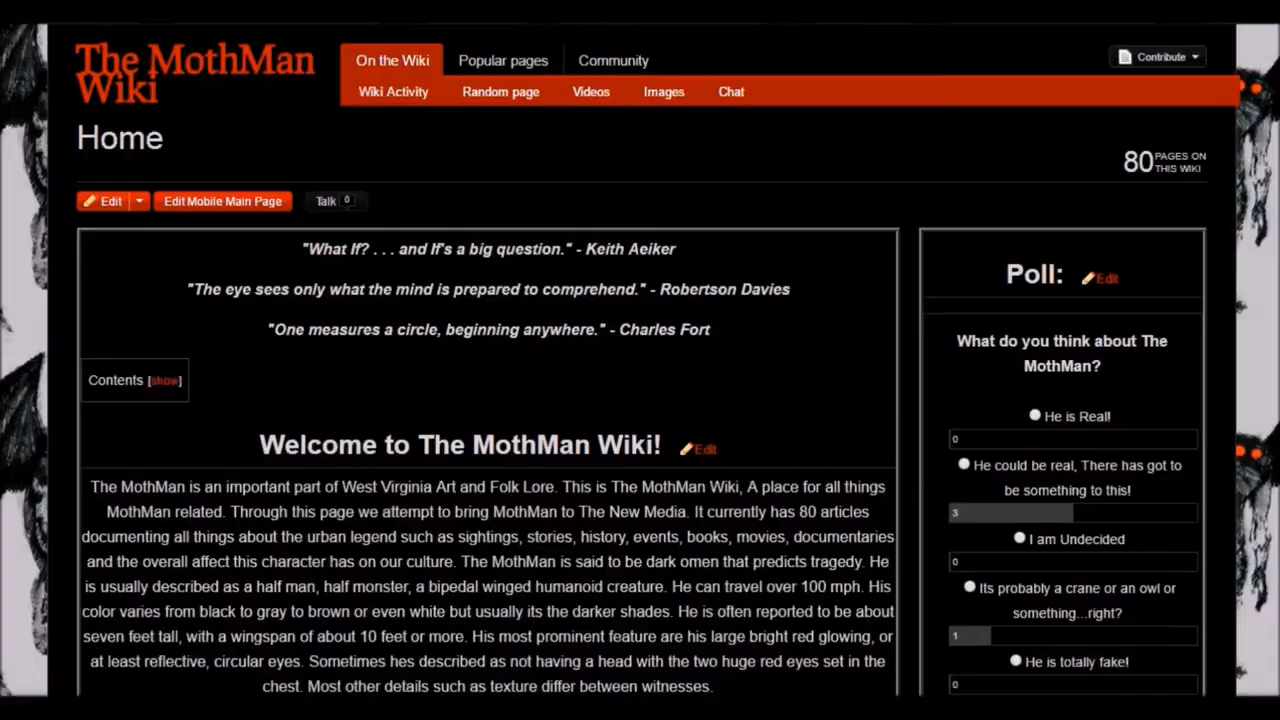 The MothMan
Wiki
On the Wiki
Popular pages
Community
Contribute
Wiki Activity
Random page
Videos
Images
Chat
Home
80 PAGES ON
THIS WIKI
Edit
Edit Mobile Main Page
Talk 0
"What If? . . . and If's a big question." - Keith Aeiker
"The eye sees only what the mind is prepared to comprehend." - Robertson Davies
"One measures a circle, beginning anywhere." - Charles Fort
Contents [show]
Welcome to The MothMan Wiki! Edit
The MothMan is an important part of West Virginia Art and Folk Lore. This is The MothMan Wiki, A place for all things
MothMan related. Through this page we attempt to bring MothMan to The New Media. It currently has 80 articles
documenting all things about the urban legend such as sightings, stories, history, events, books, movies, documentaries
and the overall affect this character has on our culture. The MothMan is said to be dark omen that predicts tragedy. He
is usually described as a half man, half monster, a bipedal winged humanoid creature. He can travel over 100 mph. His
color varies from black to gray to brown or even white but usually its the darker shades. He is often reported to be about
seven feet tall, with a wingspan of about 10 feet or more. His most prominent feature are his large bright red glowing, or
at least reflective, circular eyes. Sometimes hes described as not having a head with the two huge red eyes set in the
chest. Most other details such as texture differ between witnesses.
Poll: Edit
What do you think about The
MothMan?
He is Real!
0
He could be real, There has got to
be something to this!
3
I am Undecided
0
Its probably a crane or an owl or
something...right?
1
He is totally fake!
0